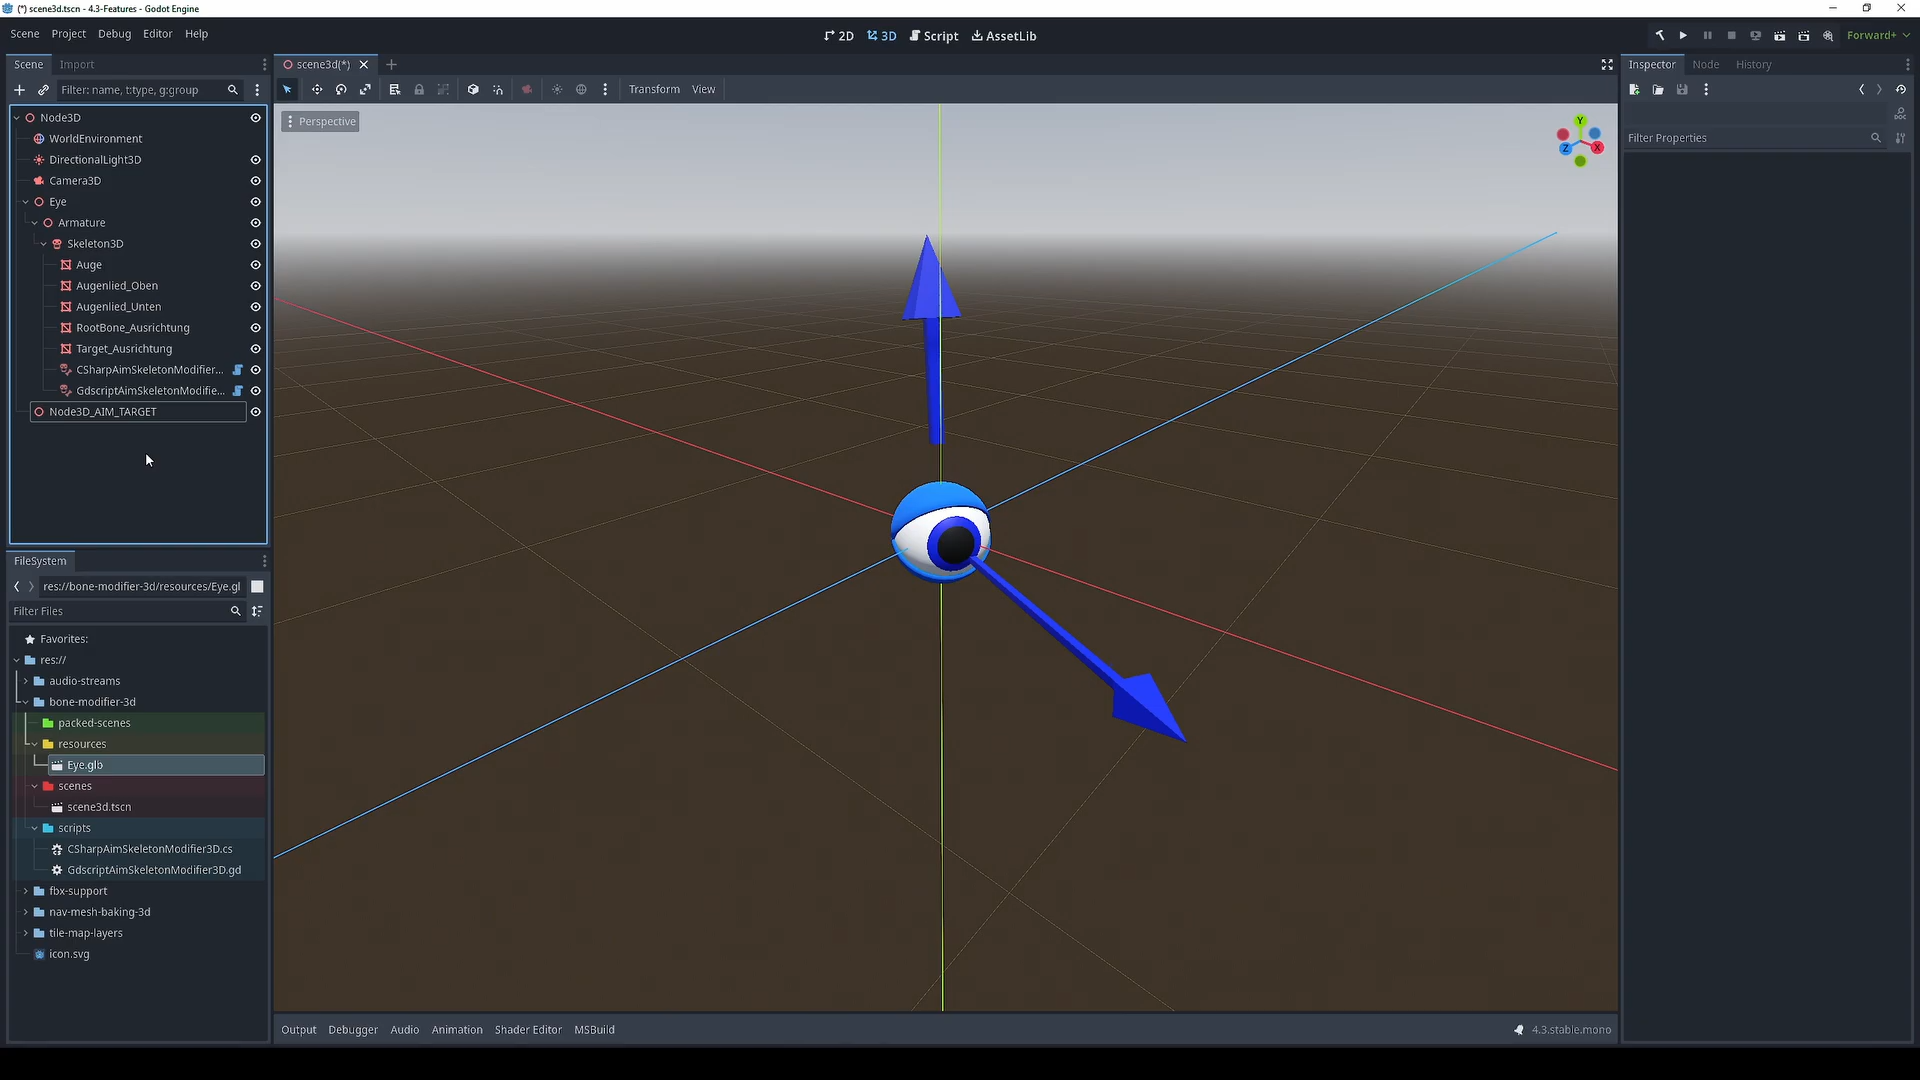 (*) scene3d.tscn - 4.3-Features - Godot Engine
Scene Project Debug Editor Help
2D 3D Script AssetLib
Forward+
Scene Import
scene3d(*)
Inspector Node History
Filter: name, t:type, g:group
Transform View
DOC
Node3D
Perspective
Y
Z X
Filter Properties
WorldEnvironment
DirectionalLight3D
Camera3D
Eye
Armature
Skeleton3D
Auge
Augenlied_Oben
Augenlied_Unten
RootBone_Ausrichtung
Target_Ausrichtung
CSharpAimSkeletonModifier...
GdscriptAimSkeletonModifie...
Node3D_AIM_TARGET
FileSystem
res://bone-modifier-3d/resources/Eye.gl
Filter Files
Favorites:
res://
audio-streams
bone-modifier-3d
packed-scenes
resources
Eye.glb
scenes
scene3d.tscn
scripts
CSharpAimSkeletonModifier3D.cs
GdscriptAimSkeletonModifier3D.gd
fbx-support
nav-mesh-baking-3d
tile-map-layers
icon.svg
Output Debugger Audio Animation Shader Editor MSBuild
4.3.stable.mono